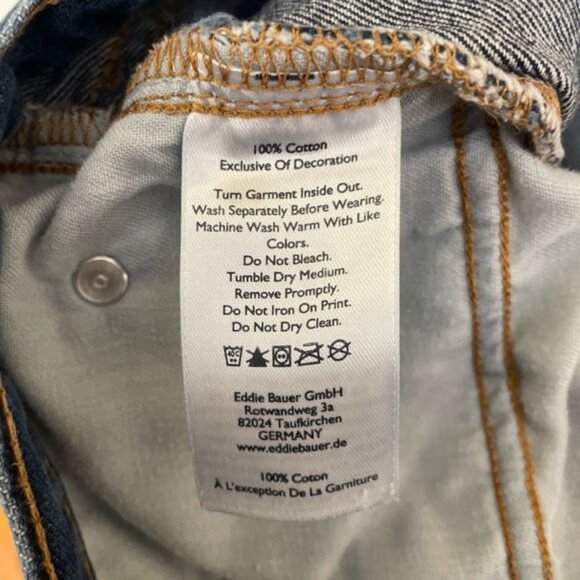 100% Cotton
Exclusive Of Decoration
Turn Garment Inside Out.
Wash Separately Before Wearing.
Machine Wash Warm With Like
Colors.
Do Not Bleach.
Tumble Dry Medium.
Remove Promptly.
Do Not Iron On Print.
Do Not Dry Clean.
40C
Eddie Bauer GmbH
Rotwandweg 3a
82024 Taufkirchen
GERMANY
www.eddiebauer.de
100% Coton
À L'exception De La Garniture